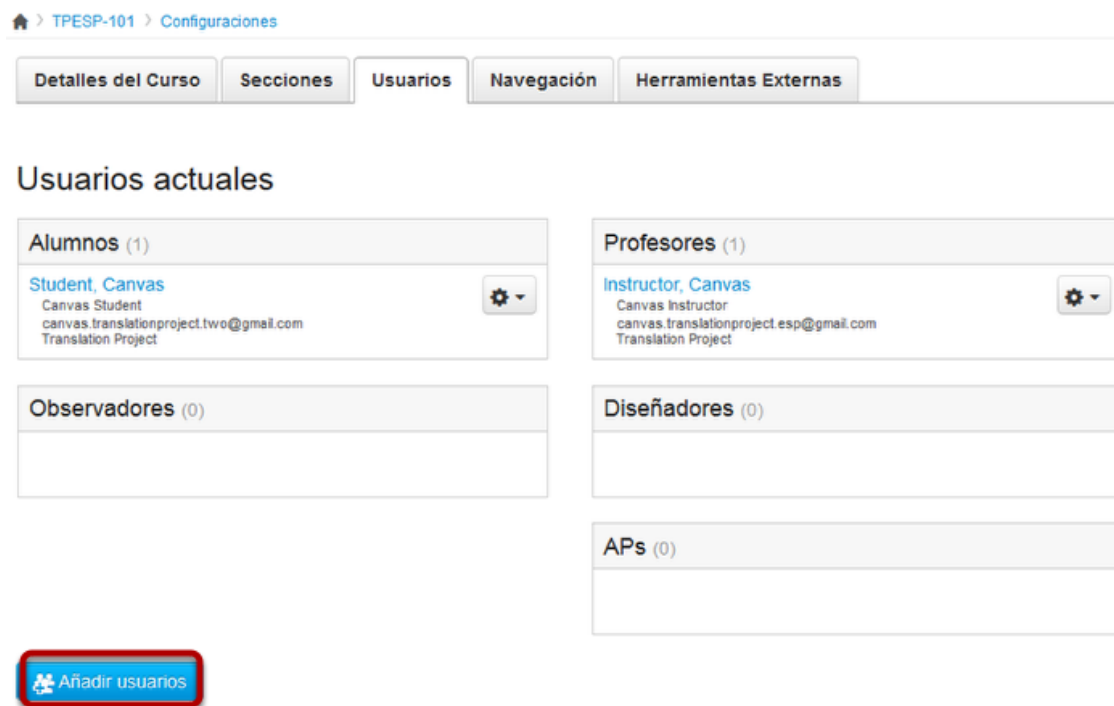 TPESP-101 Configuraciones
Detalles del Curso Secciones Usuarios Navegación Herramientas Externas
Usuarios actuales
Alumnos (1)
Student, Canvas
Canvas Student
canvas.translationproject.two@gmail.com
Translation Project
Profesores (1)
Instructor, Canvas
Canvas Instructor
canvas.translationproject.esp@gmail.com
Translation Project
Observadores (0)
Diseñadores (0)
APs (0)
Añadir usuarios